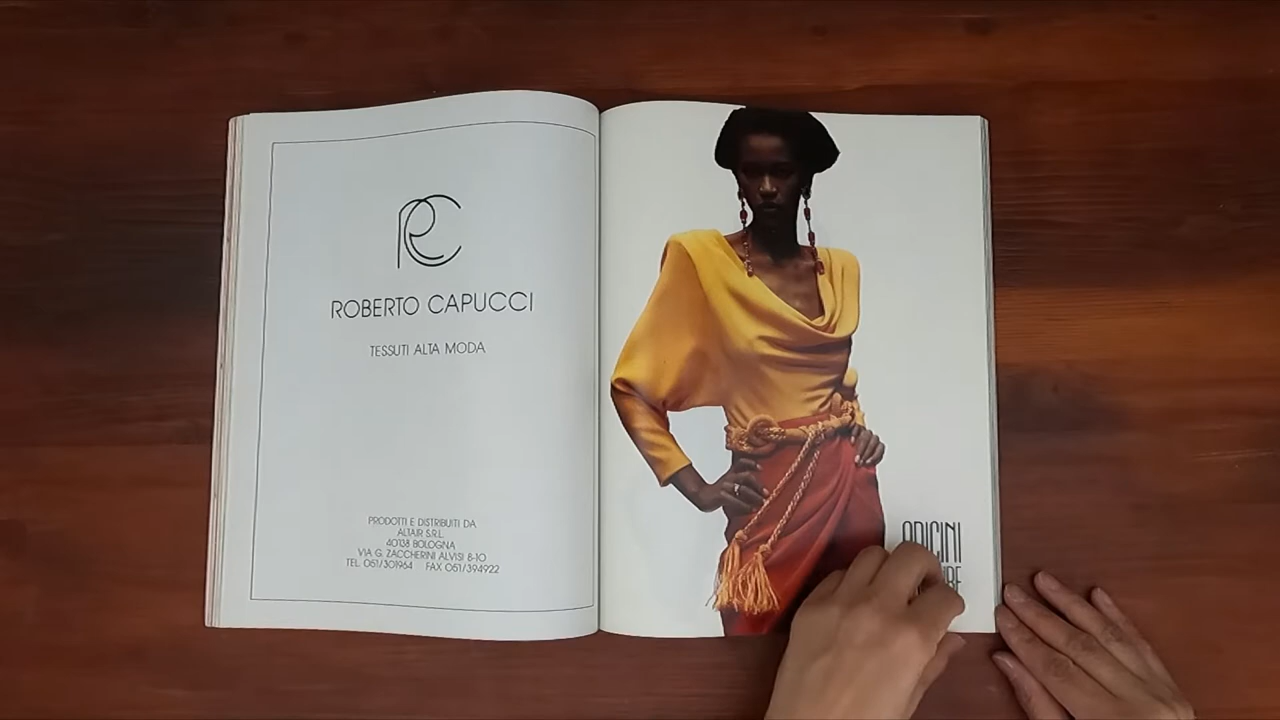 RC
ROBERTO CAPUCCI
TESSUTI ALTA MODA
PRODOTTI E DISTRIBUITI DA
ALTAIR S.R.L.
40138 BOLOGNA
VIA G. ZACCHERINI ALVISI 8-10
TEL. 051/301964 FAX 051/394922